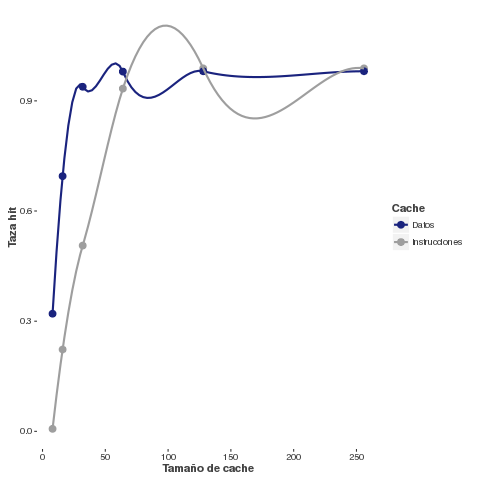 Taza hit
0.9
0.6
0.3
0.0
0 50 100 150 200 250
Tamaño de cache
Cache
Datos
Instrucciones